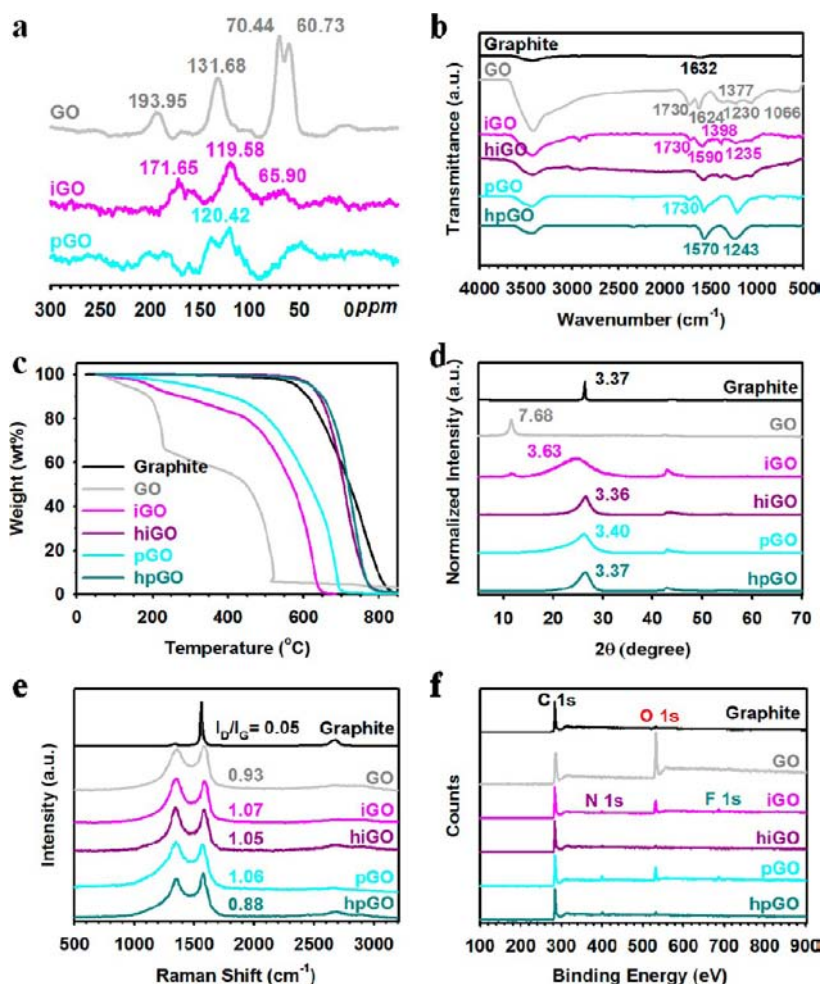 a
70.44 60.73
131.68
193.95
GO
119.58
171.65
65.90
iGO
120.42
pGO
300 250 200 150 100 50 0 ppm
b
Transmittance (a.u.)
Graphite
GO
1632
1377
1730
1624
1230 1066
iGO
1398
hiGO
1730
1590
1235
pGO
1730
hpGO
1570 1243
4000 3500 3000 2500 2000 1500 1000 500
Wavenumber (cm-1)
c
Weight (wt%)
100
80
60
40
20
0
Graphite
GO
iGO
hiGO
pGO
hpGO
0 200 400 600 800
Temperature (oC)
d
Normalized Intensity (a.u.)
3.37
Graphite
7.68
GO
3.63
iGO
3.36
hiGO
3.40
pGO
3.37
hpGO
10 20 30 40 50 60 70
2θ (degree)
e
Intensity (a.u.)
ID/IG= 0.05 Graphite
0.93 GO
1.07 iGO
1.05 hiGO
1.06 pGO
0.88 hpGO
500 1000 1500 2000 2500 3000
Raman Shift (cm-1)
f
Counts
C 1s
O 1s
Graphite
GO
N 1s
F 1s
iGO
hiGO
pGO
hpGO
100 200 300 400 500 600 700 800 900
Binding Energy (eV)